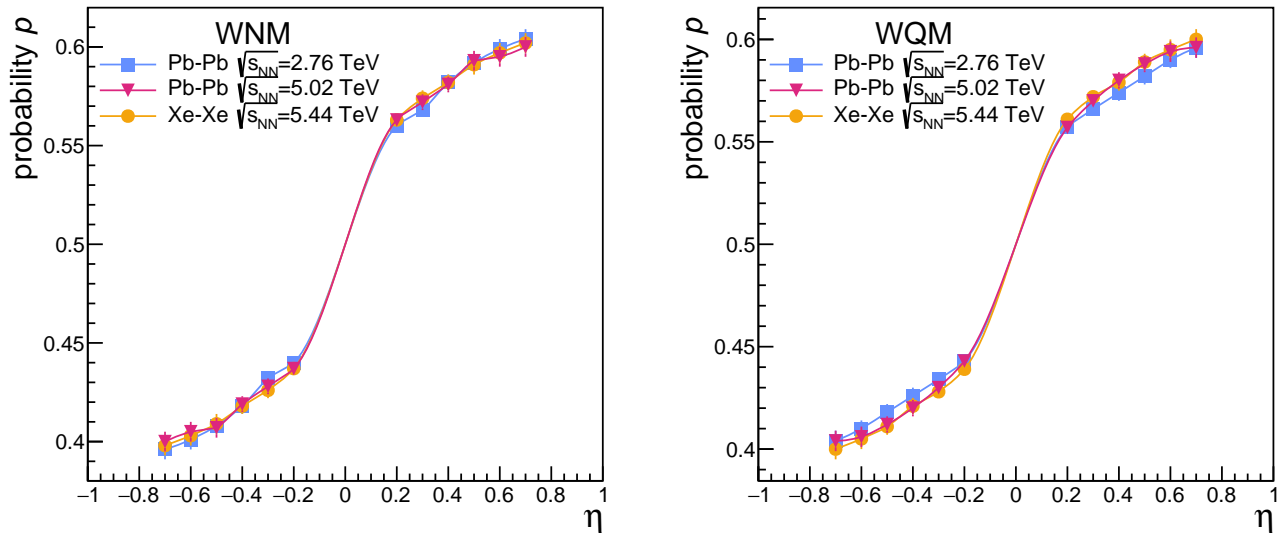 WNM
Pb-Pb √sNN=2.76 TeV
Pb-Pb √sNN=5.02 TeV
Xe-Xe √sNN=5.44 TeV
probability p
0.6
0.55
0.5
0.45
0.4
−1 −0.8 −0.6 −0.4 −0.2 0 0.2 0.4 0.6 0.8 1
η
WQM
Pb-Pb √sNN=2.76 TeV
Pb-Pb √sNN=5.02 TeV
Xe-Xe √sNN=5.44 TeV
probability p
0.6
0.55
0.5
0.45
0.4
−1 −0.8 −0.6 −0.4 −0.2 0 0.2 0.4 0.6 0.8 1
η